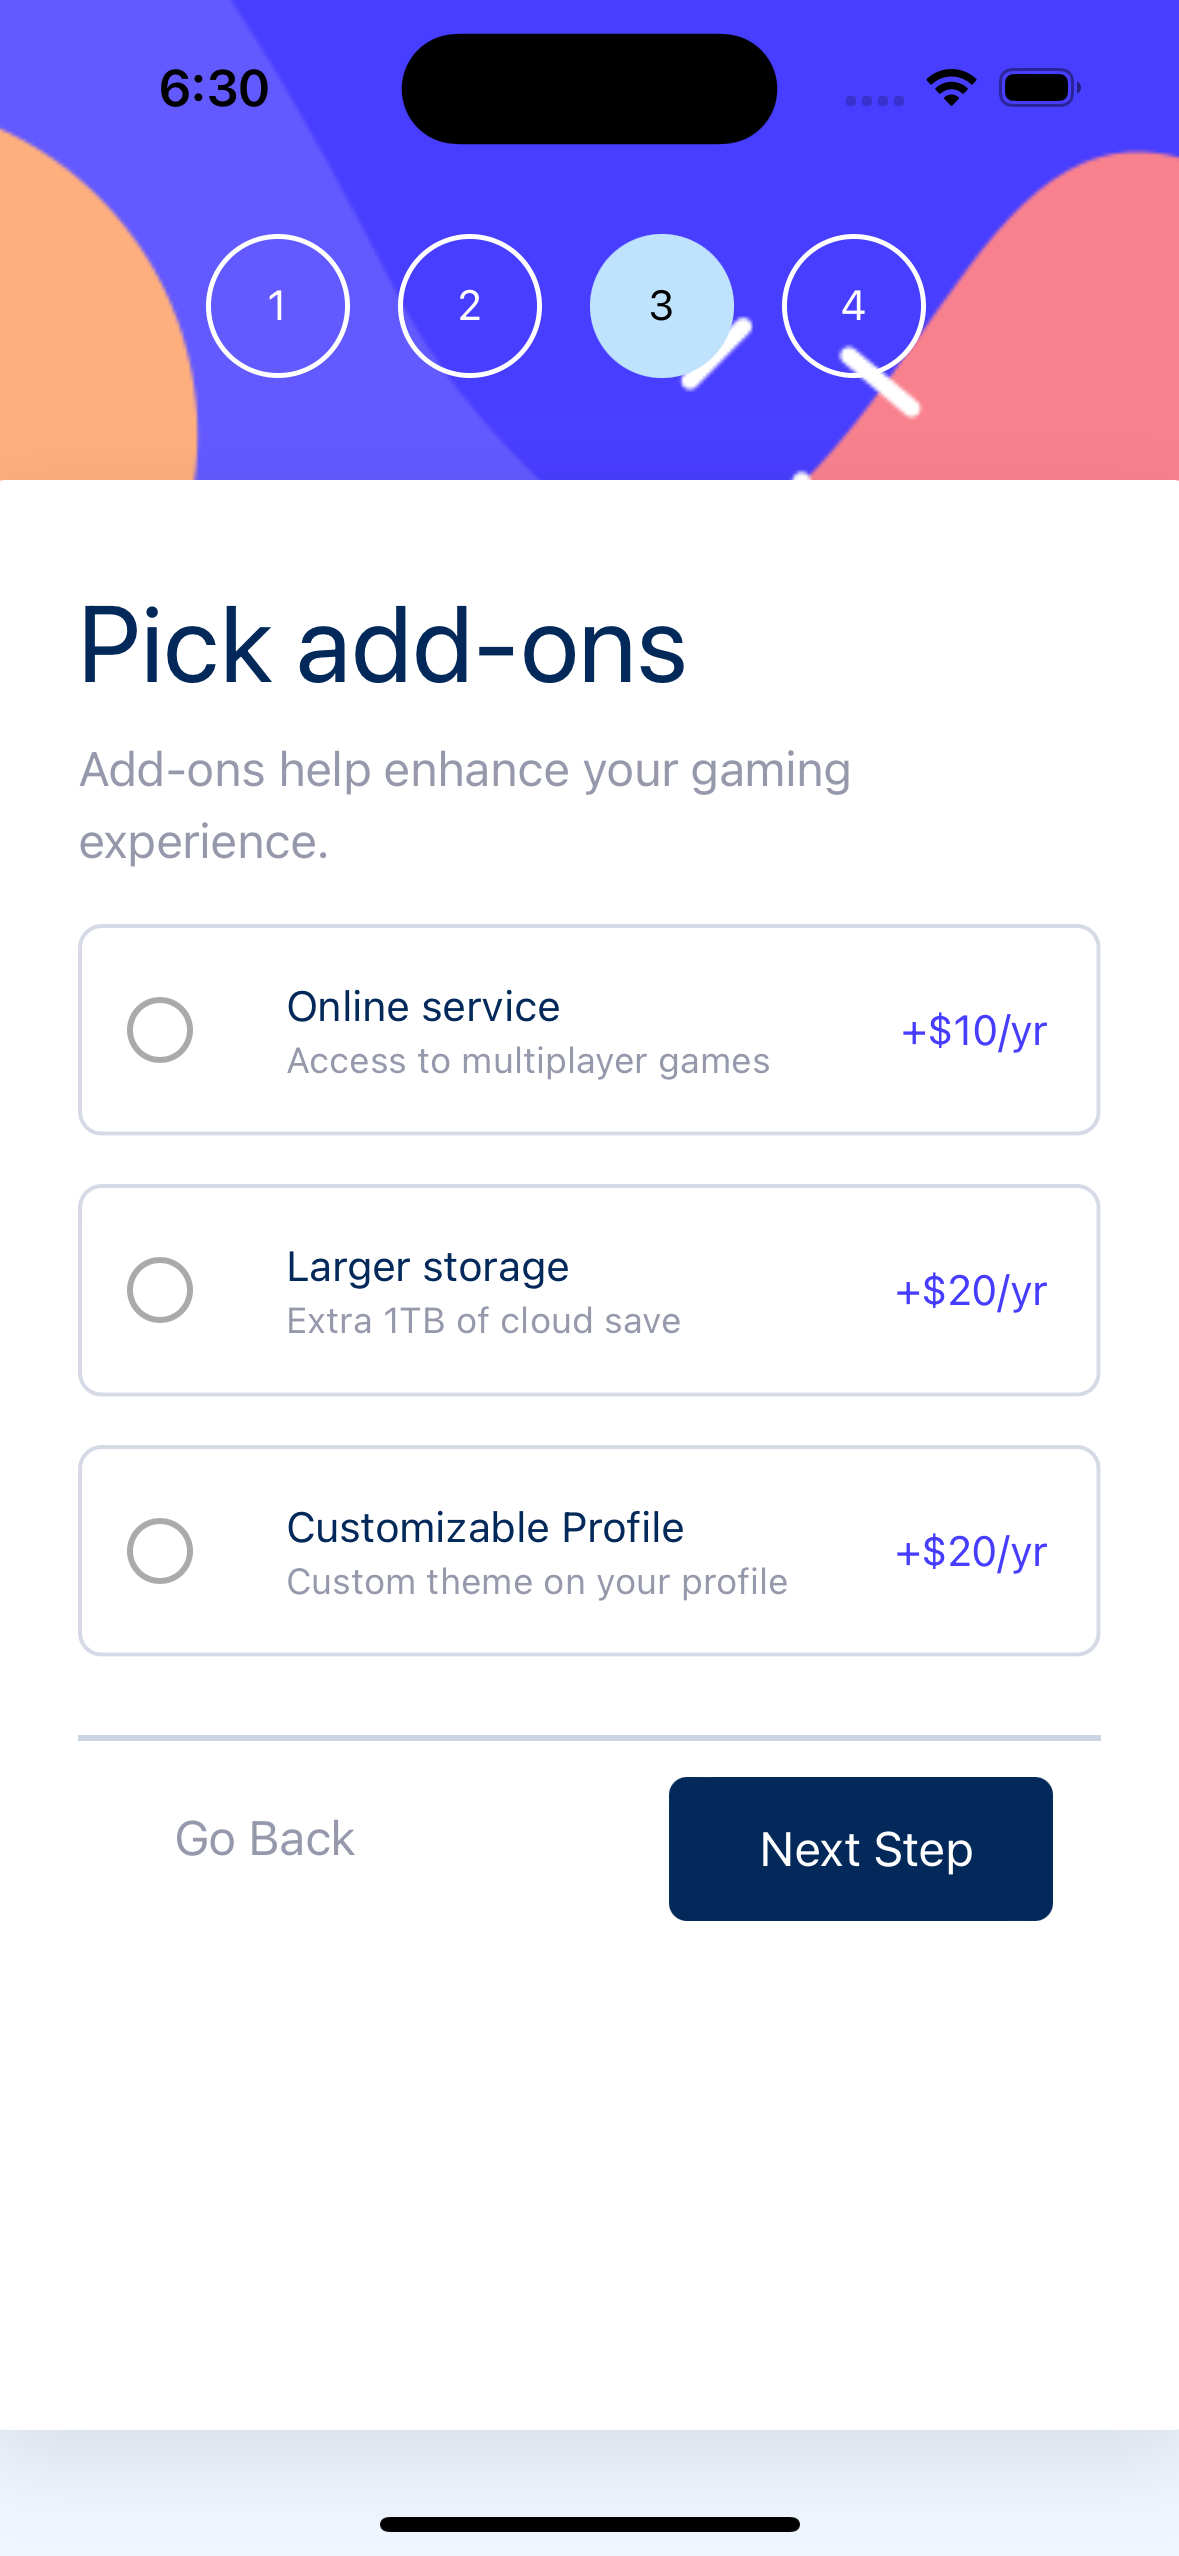 6:30
1 2 3 4
Pick add-ons
Add-ons help enhance your gaming
experience.
Online service
Access to multiplayer games
+$10/yr
Larger storage
Extra 1TB of cloud save
+$20/yr
Customizable Profile
Custom theme on your profile
+$20/yr
Go Back
Next Step